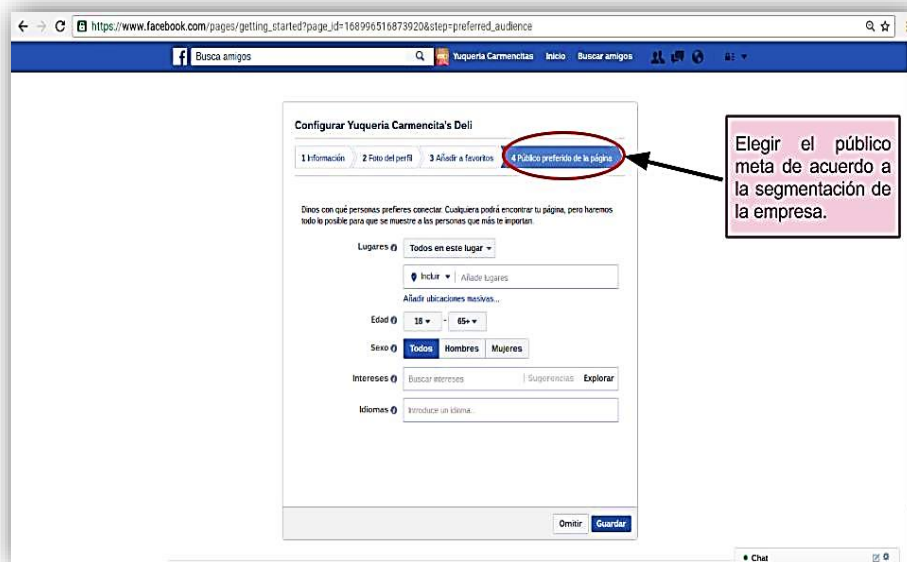 https://www.facebook.com/pages/getting_started?page_id=168996516873920&step=preferred_audience
Busca amigos
Yuqueria Carmencitas Inicio Buscar amigos
Configurar Yuqueria Carmencita's Deli
1 Información 2 Foto del perfil 3 Añadir a favoritos 4 Público preferido de la página
Elegir el público
meta de acuerdo a
la segmentación de
la empresa.
Dinos con qué personas prefieres conectar. Cualquiera podrá encontrar tu página, pero haremos
todo lo posible para que se muestre a las personas que más te importan.
Lugares Todos en este lugar
Incluir Añade lugares
Añadir ubicaciones masivas...
Edad 18 - 65+
Sexo Todos Hombres Mujeres
Intereses Buscar intereses Sugerencias Explorar
Idiomas Introduce un idioma...
Omitir Guardar
Chat